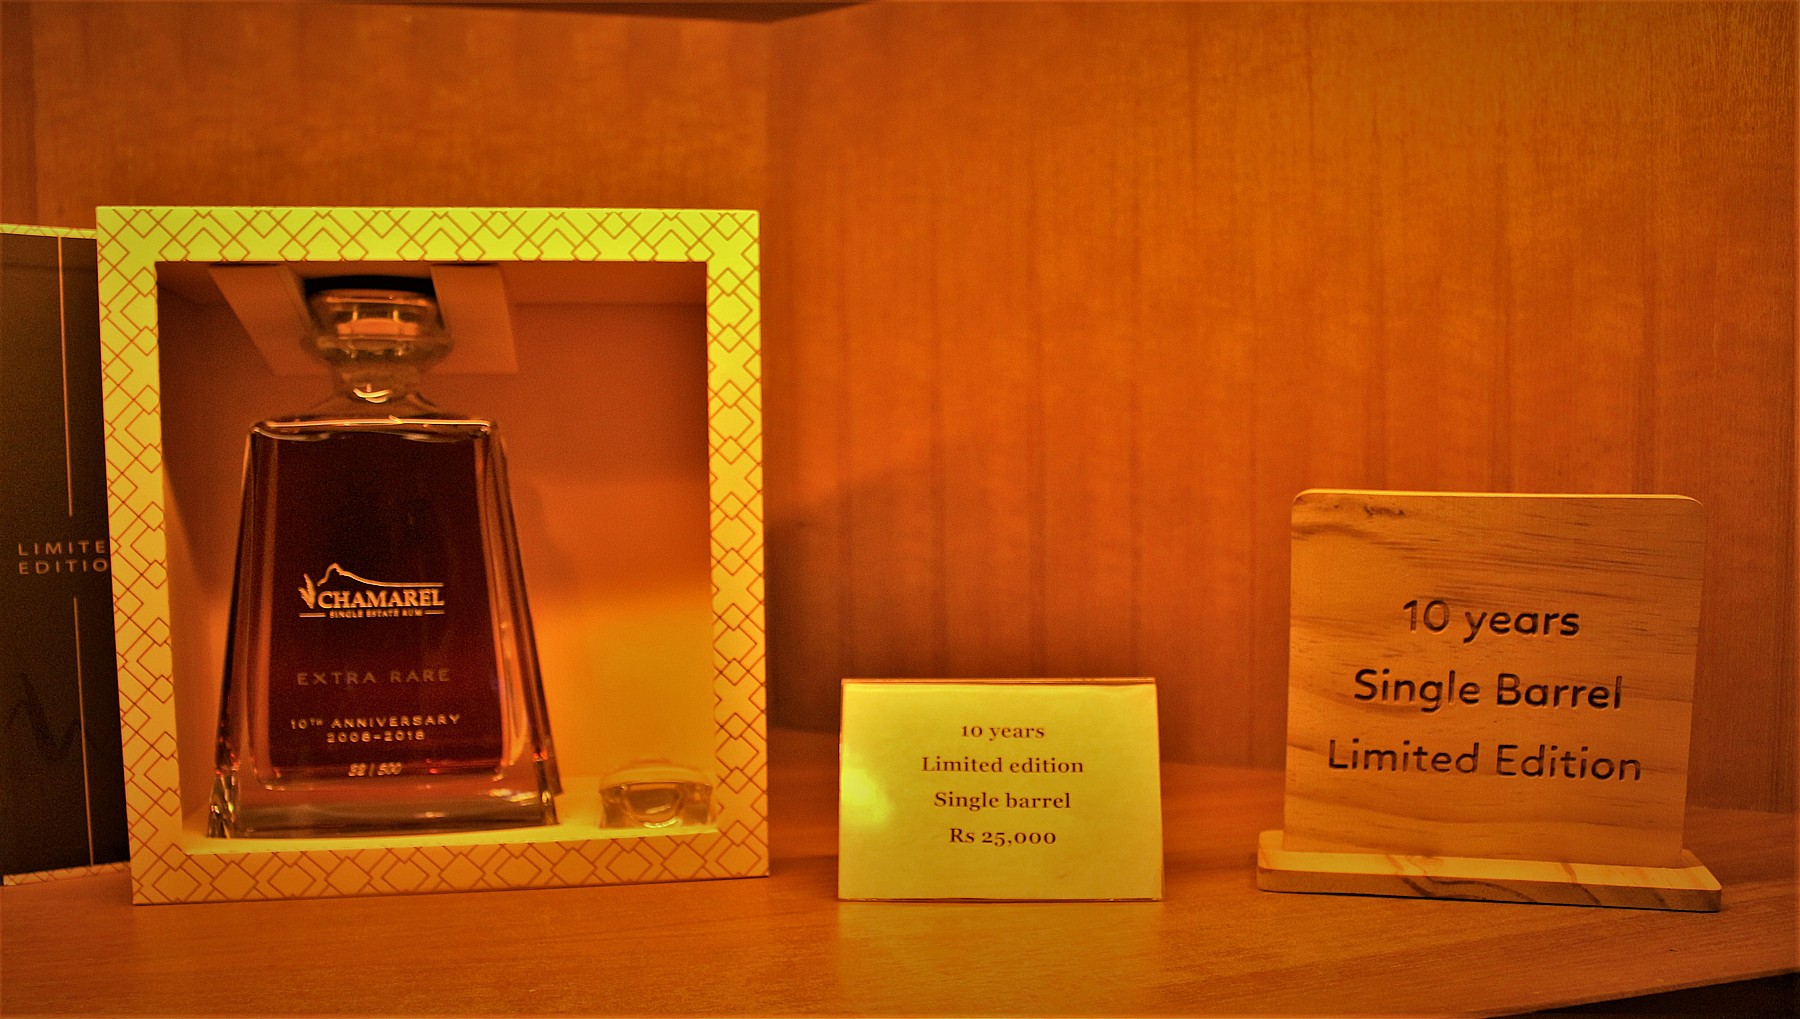 LIMITE
EDITIO
CHAMAREL
SINGLE ESTATE RUM
EXTRA RARE
10TH ANNIVERSARY
2008-2018
/ 500
10 years
Limited edition
Single barrel
Rs 25,000
10 years
Single Barrel
Limited Edition